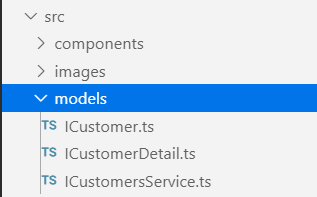 src
components
images
models
TS ICustomer.ts
TS ICustomerDetail.ts
TS ICustomersService.ts